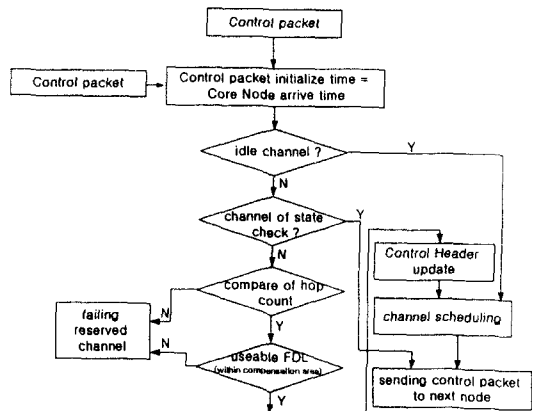 Control packet
Control packet
Control packet initialize time =
Core Node arrive time
idle channel ?
Y
N
channel of state
check ?
Y
N
Control Header
update
compare of hop
count
N
Y
failing
reserved
channel
channel scheduling
useable FDL
(within compensation area)
N
Y
sending control packet
to next node